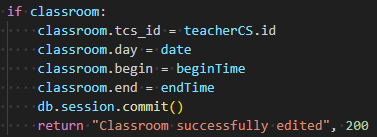 if classroom:
classroom.tcs_id = teacherCS.id
classroom.day = date
classroom.begin = beginTime
classroom.end = endTime
db.session.commit()
return "Classroom successfully edited", 200